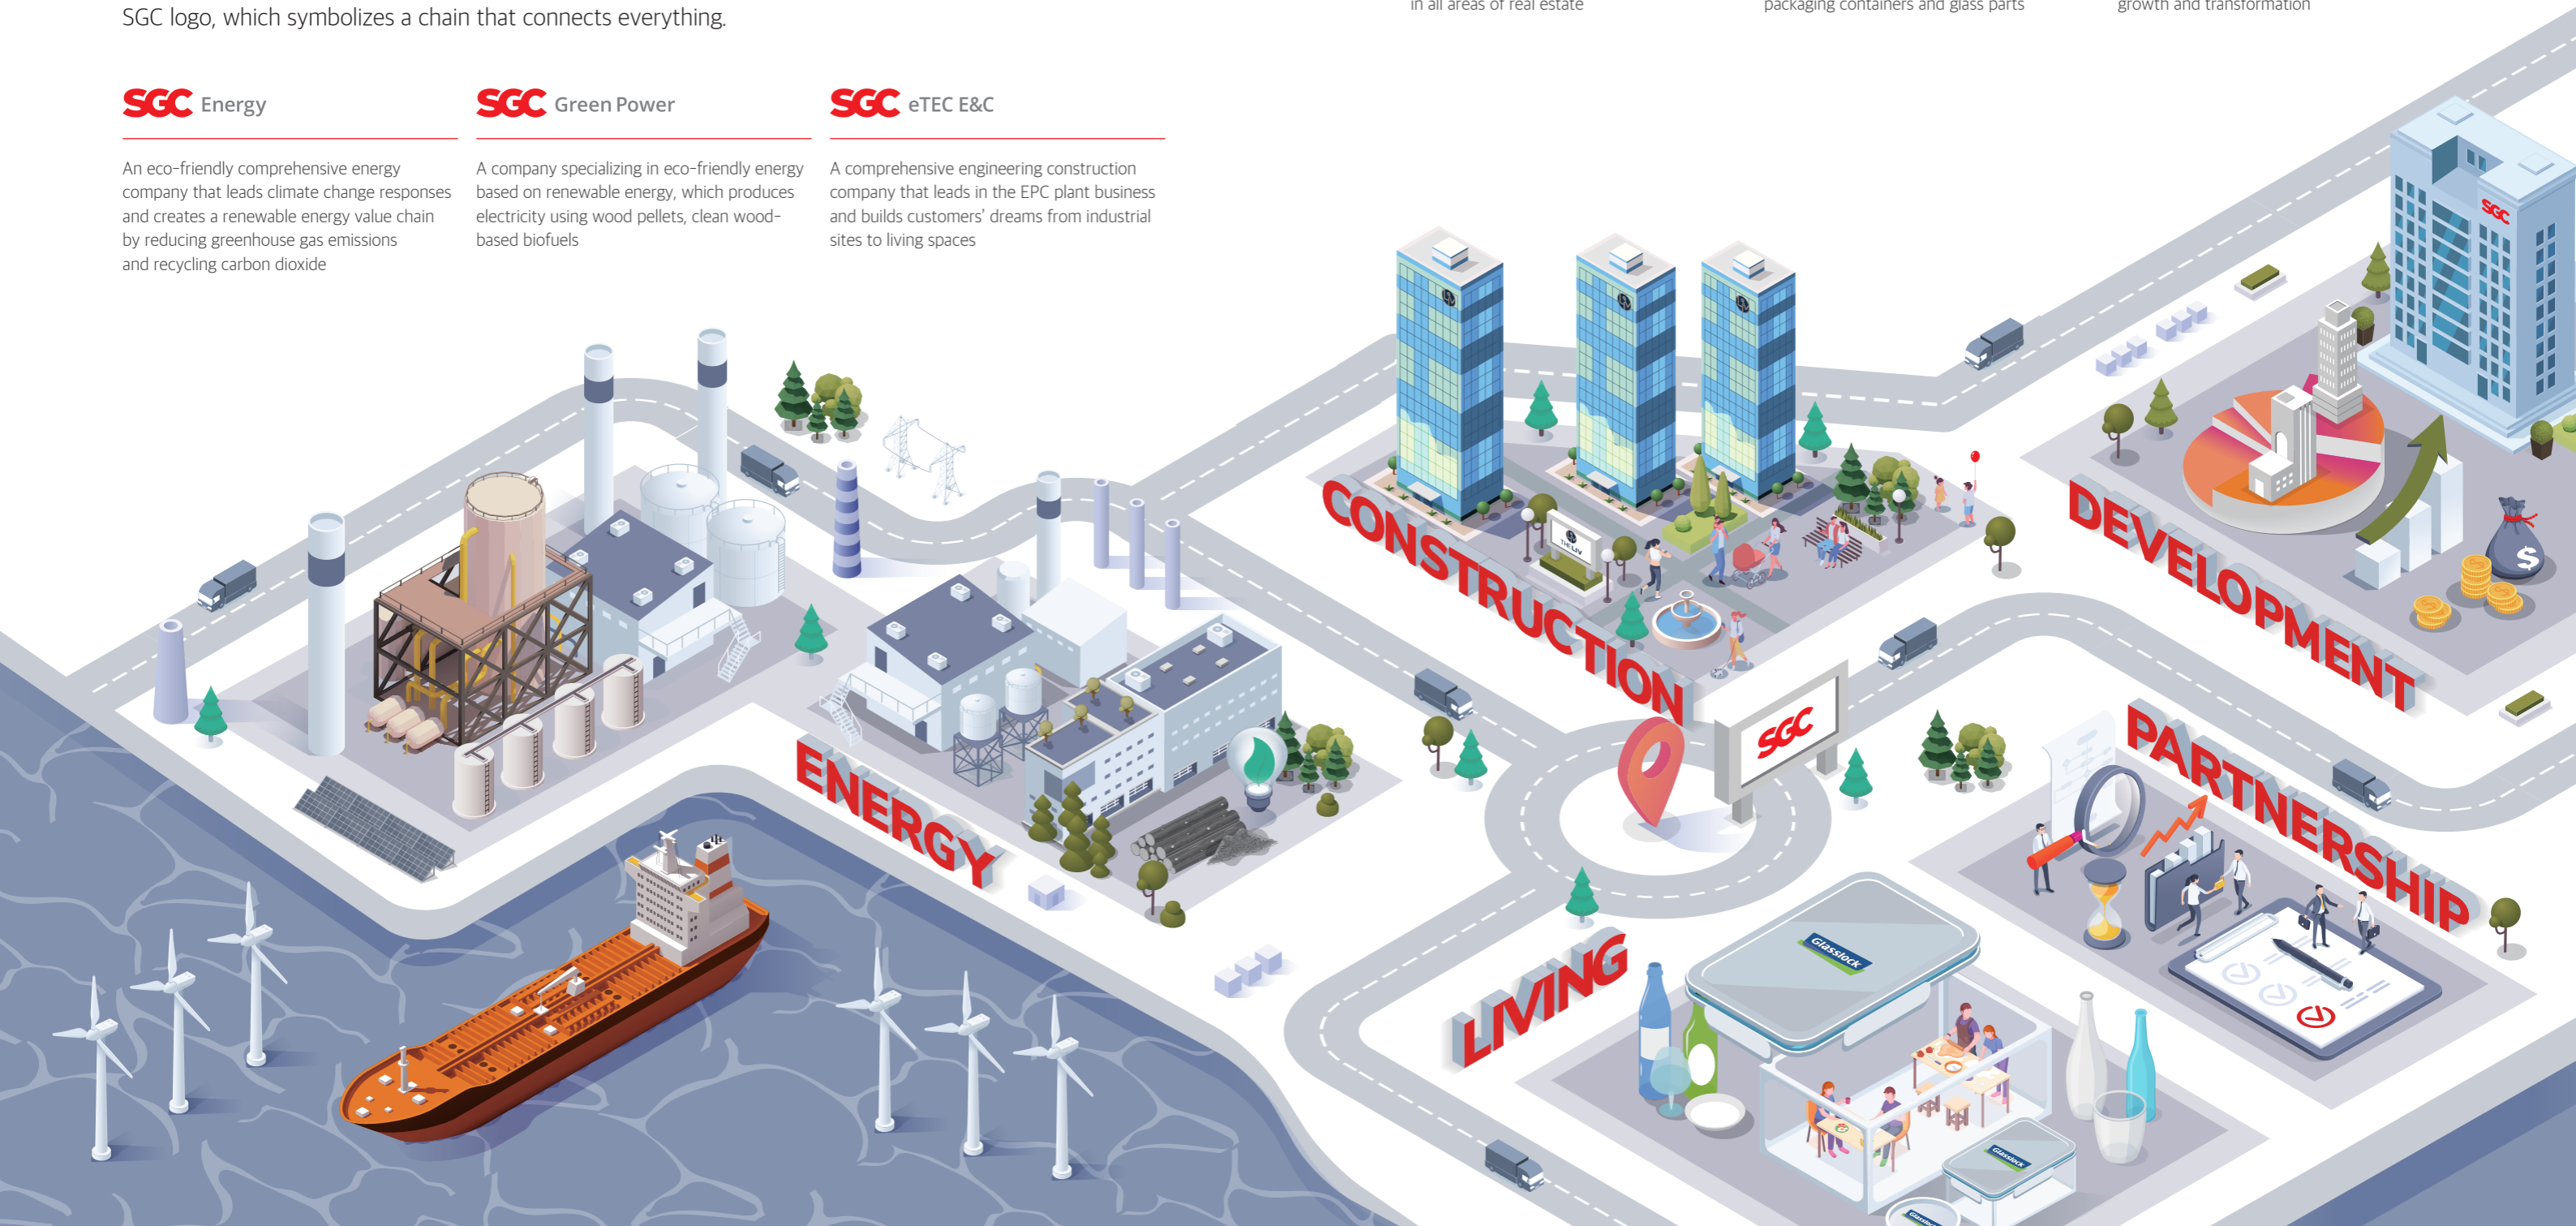 SGC logo, which symbolizes a chain that connects everything.
in all areas of real estate
packaging containers and glass parts
growth and transformation
SGC Energy
An eco-friendly comprehensive energy
company that leads climate change responses
and creates a renewable energy value chain
by reducing greenhouse gas emissions
and recycling carbon dioxide
SGC Green Power
A company specializing in eco-friendly energy
based on renewable energy, which produces
electricity using wood pellets, clean wood-
based biofuels
SGC eTEC E&C
A comprehensive engineering construction
company that leads in the EPC plant business
and builds customers' dreams from industrial
sites to living spaces
SGC
CONSTRUCTION
THE LIV
DEVELOPMENT
$
SGC
ENERGY
PARTNERSHIP
LIVING
Glasslock
Glasslock
Glasslock